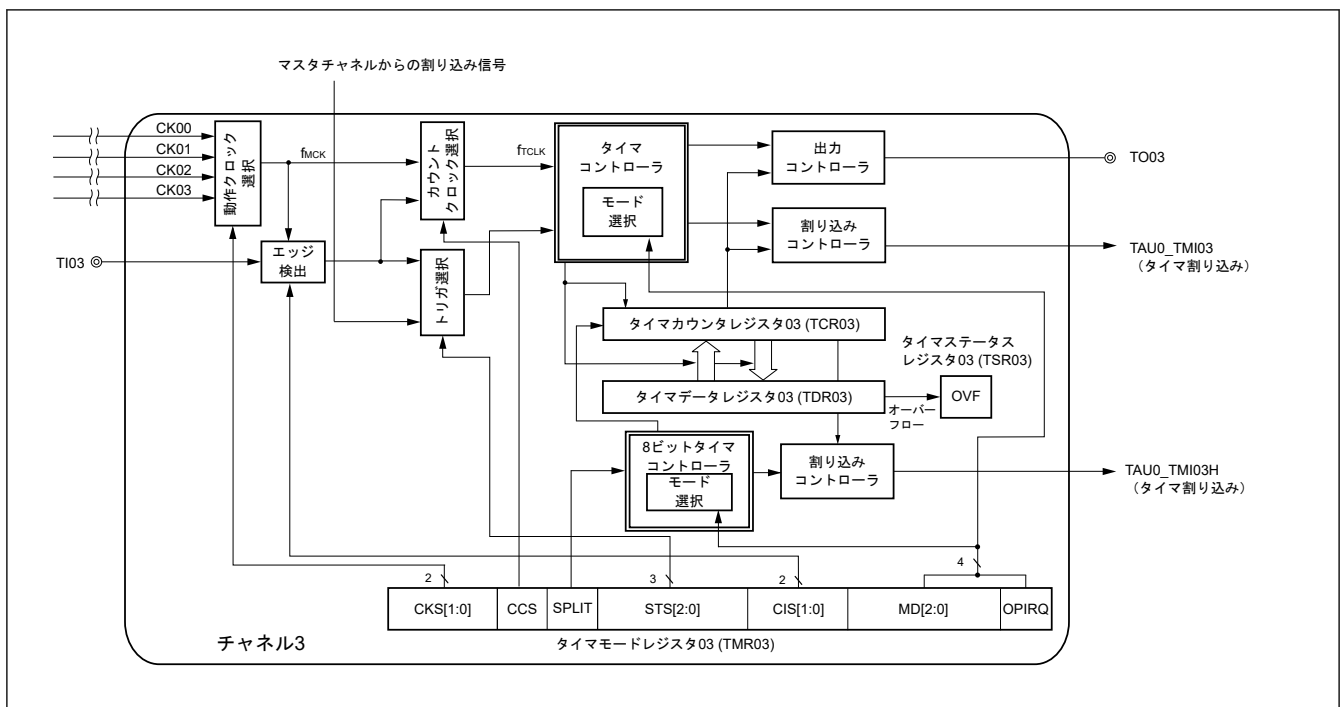 マスタチャネルからの割り込み信号
CK00
CK01
CK02
CK03
動作クロック
選択
fMCK
カウント
クロック選択
fTCLK
タイマ
コントローラ
モード
選択
出力
コントローラ
TO03
割り込み
コントローラ
TAU0_TMI03
(タイマ割り込み)
TI03
エッジ
検出
トリガ選択
タイマカウンタレジスタ03 (TCR03)
タイマステータス
レジスタ03 (TSR03)
タイマデータレジスタ03 (TDR03)
オーバー
フロー
OVF
8ビットタイマ
コントローラ
モード
選択
割り込み
コントローラ
TAU0_TMI03H
(タイマ割り込み)
2
3
2
4
CKS[1:0]
CCS
SPLIT
STS[2:0]
CIS[1:0]
MD[2:0]
OPIRQ
チャネル3
タイマモードレジスタ03 (TMR03)